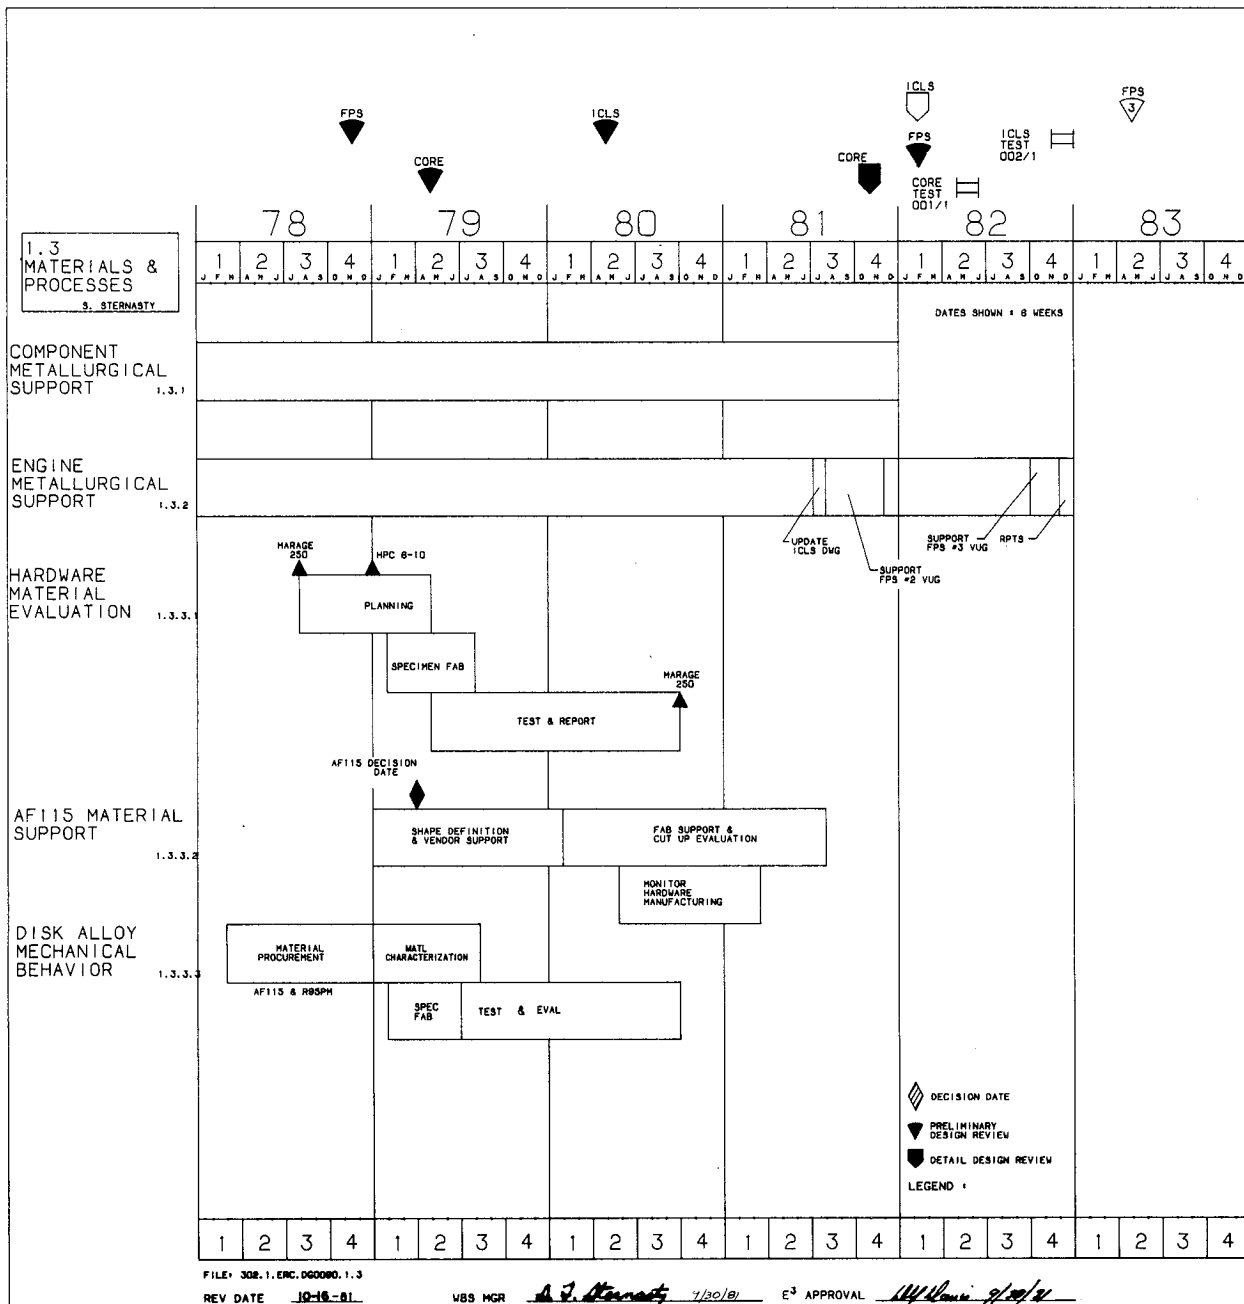 ICLS
FPS
3
FPS
ICLS
FPS
ICLS
TEST
002/1
CORE
CORE
CORE
TEST
001/1
78 79 80 81 82 83
1.3
MATERIALS &
PROCESSES
S. STERNASTY
1 2 3 4 1 2 3 4 1 2 3 4 1 2 3 4 1 2 3 4 1 2 3 4
J F M A M J J A S O N D J F M A M J J A S O N D J F M A M J J A S O N D J F M A M J J A S O N D J F M A M J J A S O N D J F M A M J J A S O N D
DATES SHOWN ± 6 WEEKS
COMPONENT
METALLURGICAL
SUPPORT 1.3.1
ENGINE
METALLURGICAL
SUPPORT 1.3.2
UPDATE
ICLS DWG
SUPPORT
FPS #2 VUG
SUPPORT
FPS #3 VUG
RPTS
MARAGE
250
HPC 6-10
HARDWARE
MATERIAL
EVALUATION 1.3.3.1
PLANNING
SPECIMEN FAB
MARAGE
250
TEST & REPORT
AF115 DECISION
DATE
AF115 MATERIAL
SUPPORT
1.3.3.2
SHAPE DEFINITION
& VENDOR SUPPORT
FAB SUPPORT &
CUT UP EVALUATION
MONITOR
HARDWARE
MANUFACTURING
DISK ALLOY
MECHANICAL
BEHAVIOR 1.3.3.3
MATERIAL
PROCUREMENT
MATL
CHARACTERIZATION
AF115 & R95PM
SPEC
FAB
TEST & EVAL
DECISION DATE
PRELIMINARY
DESIGN REVIEW
DETAIL DESIGN REVIEW
LEGEND :
1 2 3 4 1 2 3 4 1 2 3 4 1 2 3 4 1 2 3 4 1 2 3 4
FILE: 302.1.ERC.DG0090.1.3
REV DATE 10-16-81 WBS MGR Sternasty 9/30/81 E³ APPROVAL